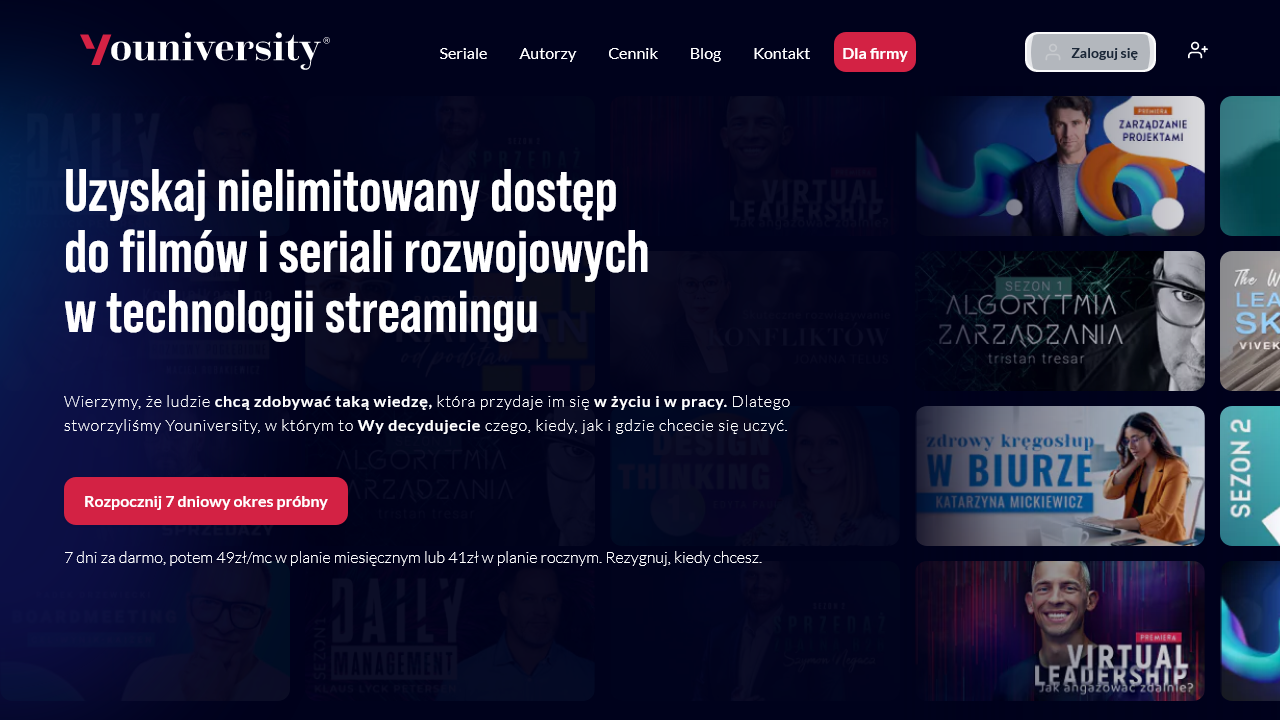 Youniversity®
Seriale
Autorzy
Cennik
Blog
Kontakt
Dla firmy
Zaloguj się
Uzyskaj nielimitowany dostęp
do filmów i seriali rozwojowych
w technologii streamingu
Wierzymy, że ludzie chcą zdobywać taką wiedzę, która przydaje im się w życiu i w pracy. Dlatego
stworzyliśmy Youniversity, w którym to Wy decydujecie czego, kiedy, jak i gdzie chcecie się uczyć.
Rozpocznij 7 dniowy okres próbny
7 dni za darmo, potem 49zł/mc w planie miesięcznym lub 41zł w planie rocznym. Rezygnuj, kiedy chcesz.
PREMIERA
ZARZĄDZANIE
PROJEKTAMI
SEZON 1
ALGORYTMIA
ZARZĄDZANIA
tristan tresar
The
LEA
SK
VIVEK
zdrowy kręgosłup
W BIURZE
KATARZYNA MICKIEWICZ
SEZON 2
PREMIERA
VIRTUAL
LEADERSHIP
Jak angażować zdalnie?
DAILY
VIRTUAL
LEADERSHIP
KONFLIKTÓW
od podstaw
ALGORYTMIA
ZARZĄDZANIA
tristan tresar
DESIGN
THINKING
SPRZEDAŻY
BOARDMEETING
SEZON 1
DAILY
MANAGEMENT
KLAUS LYCK PETERSEN
SPRZEDAŻ